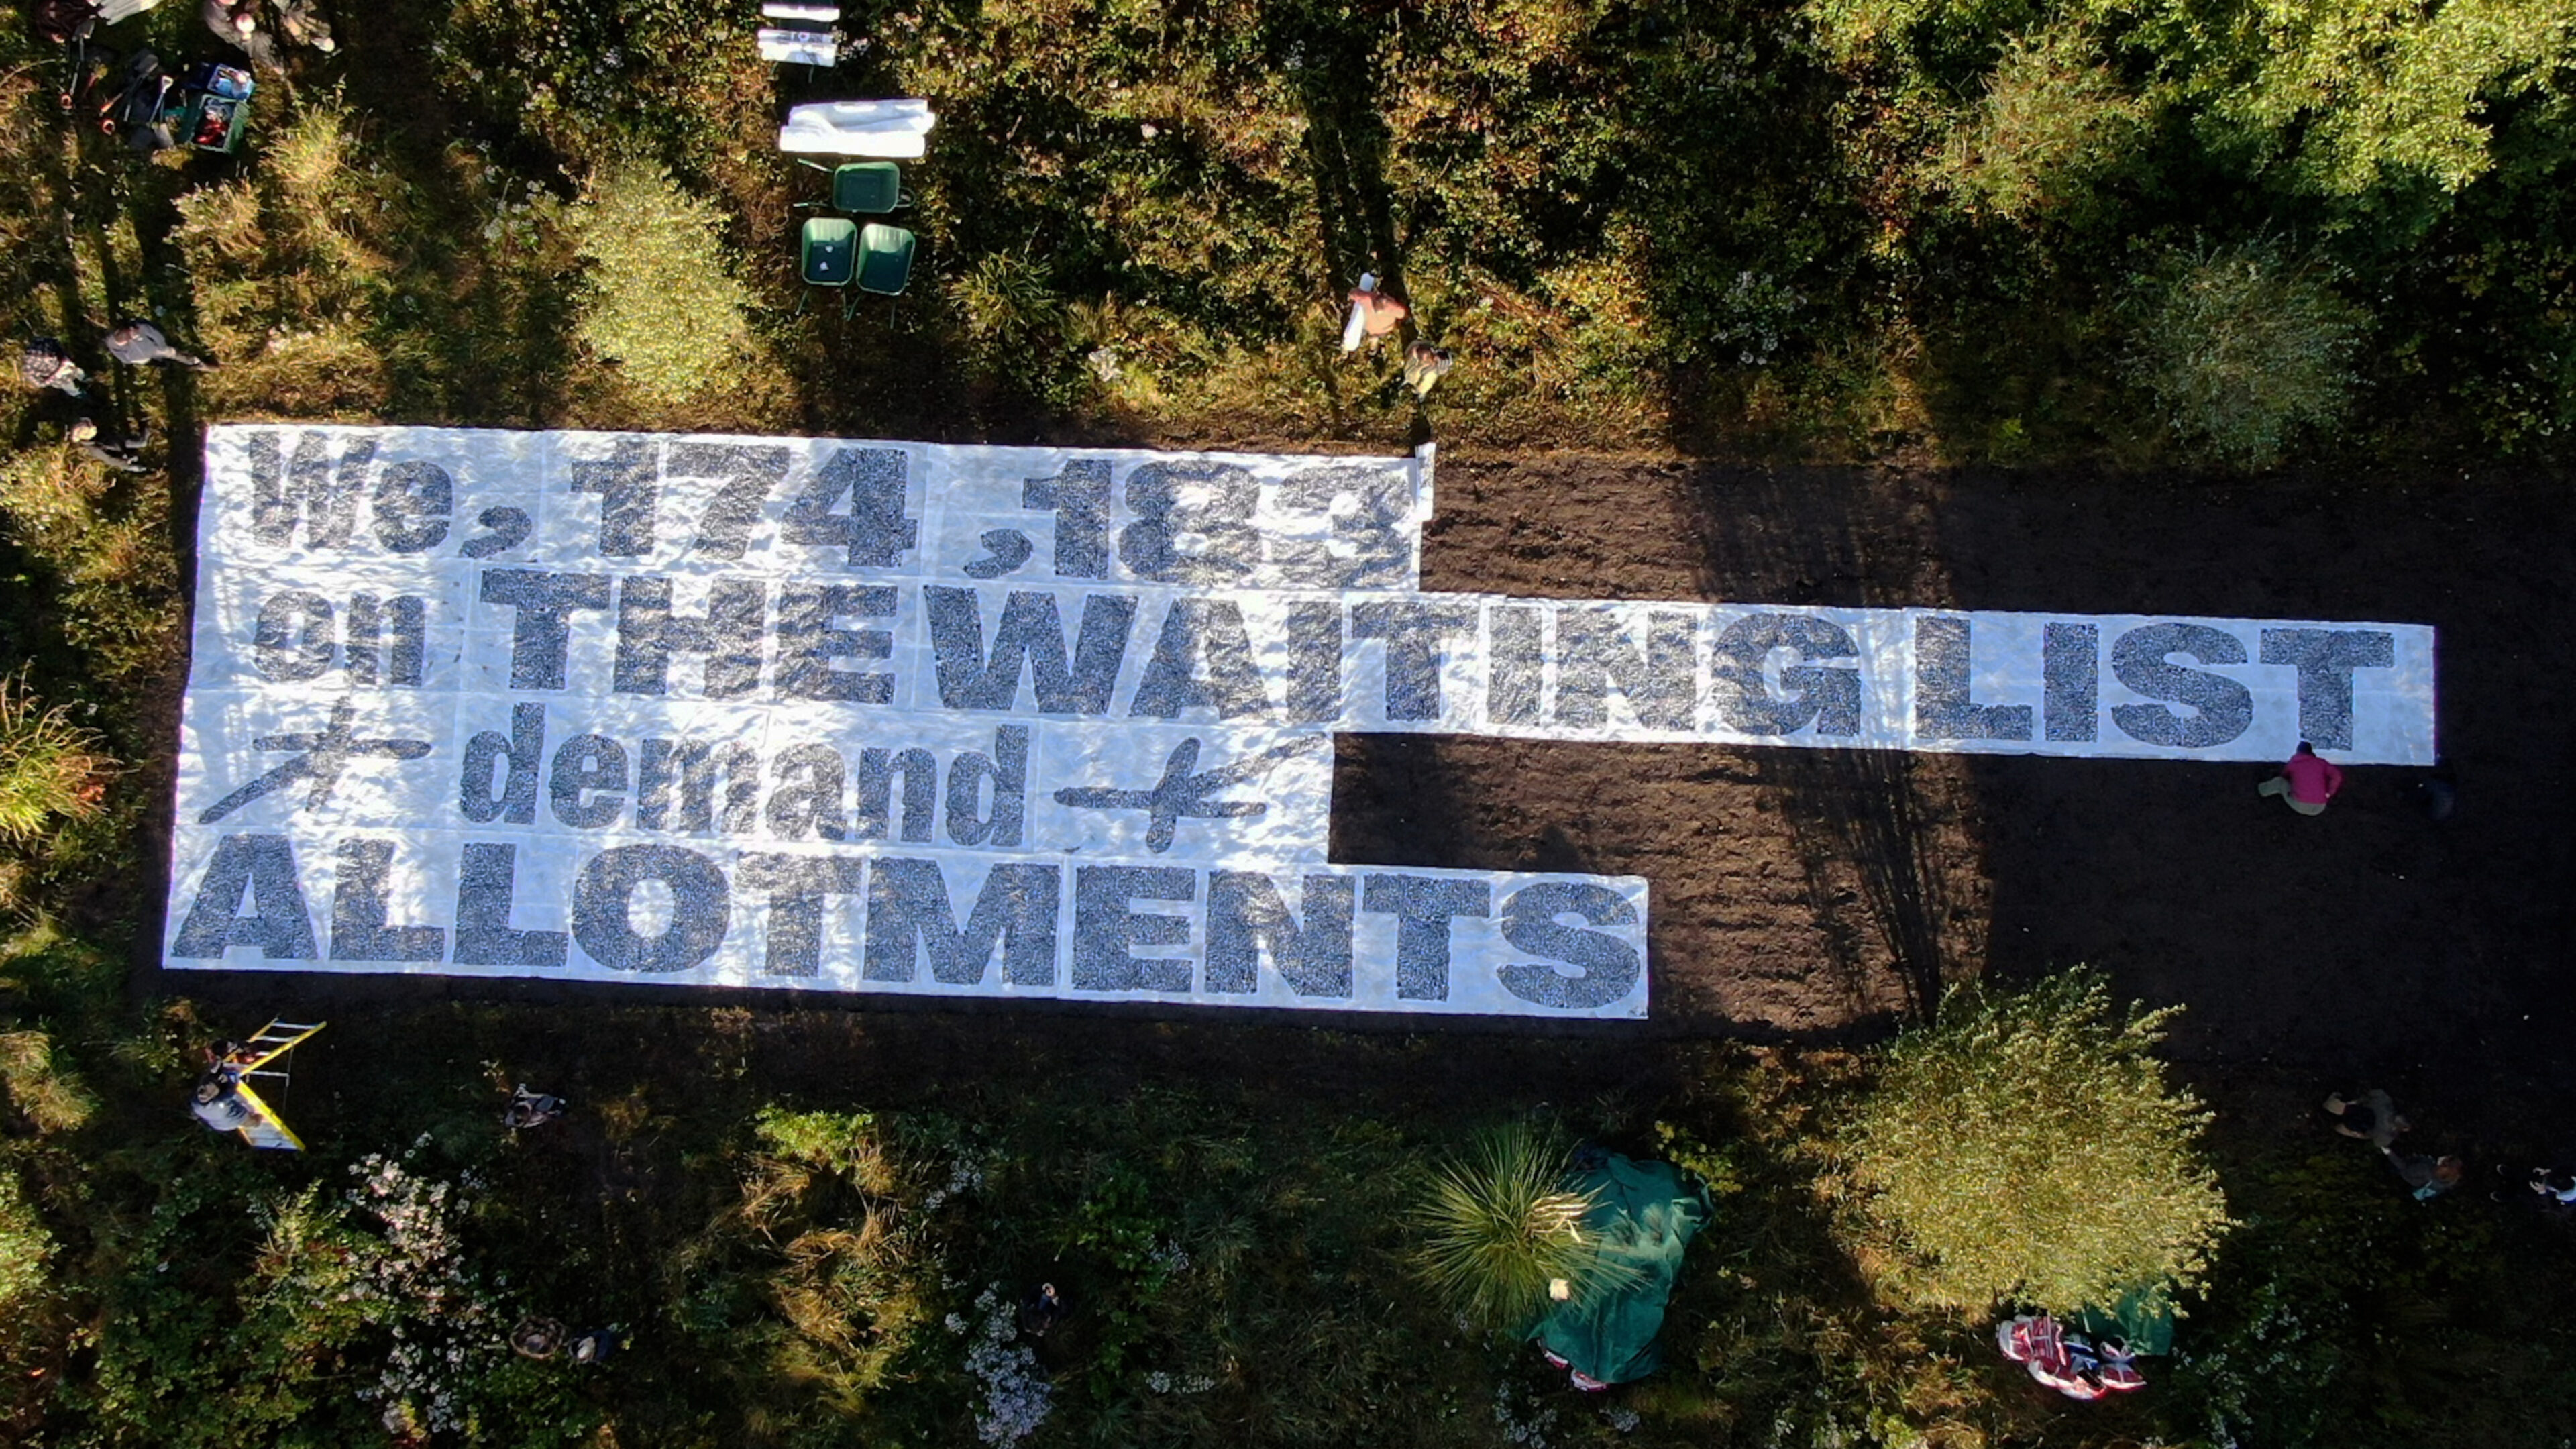 We, 174,183
on THE WAITING LIST
demand
ALLOTMENTS